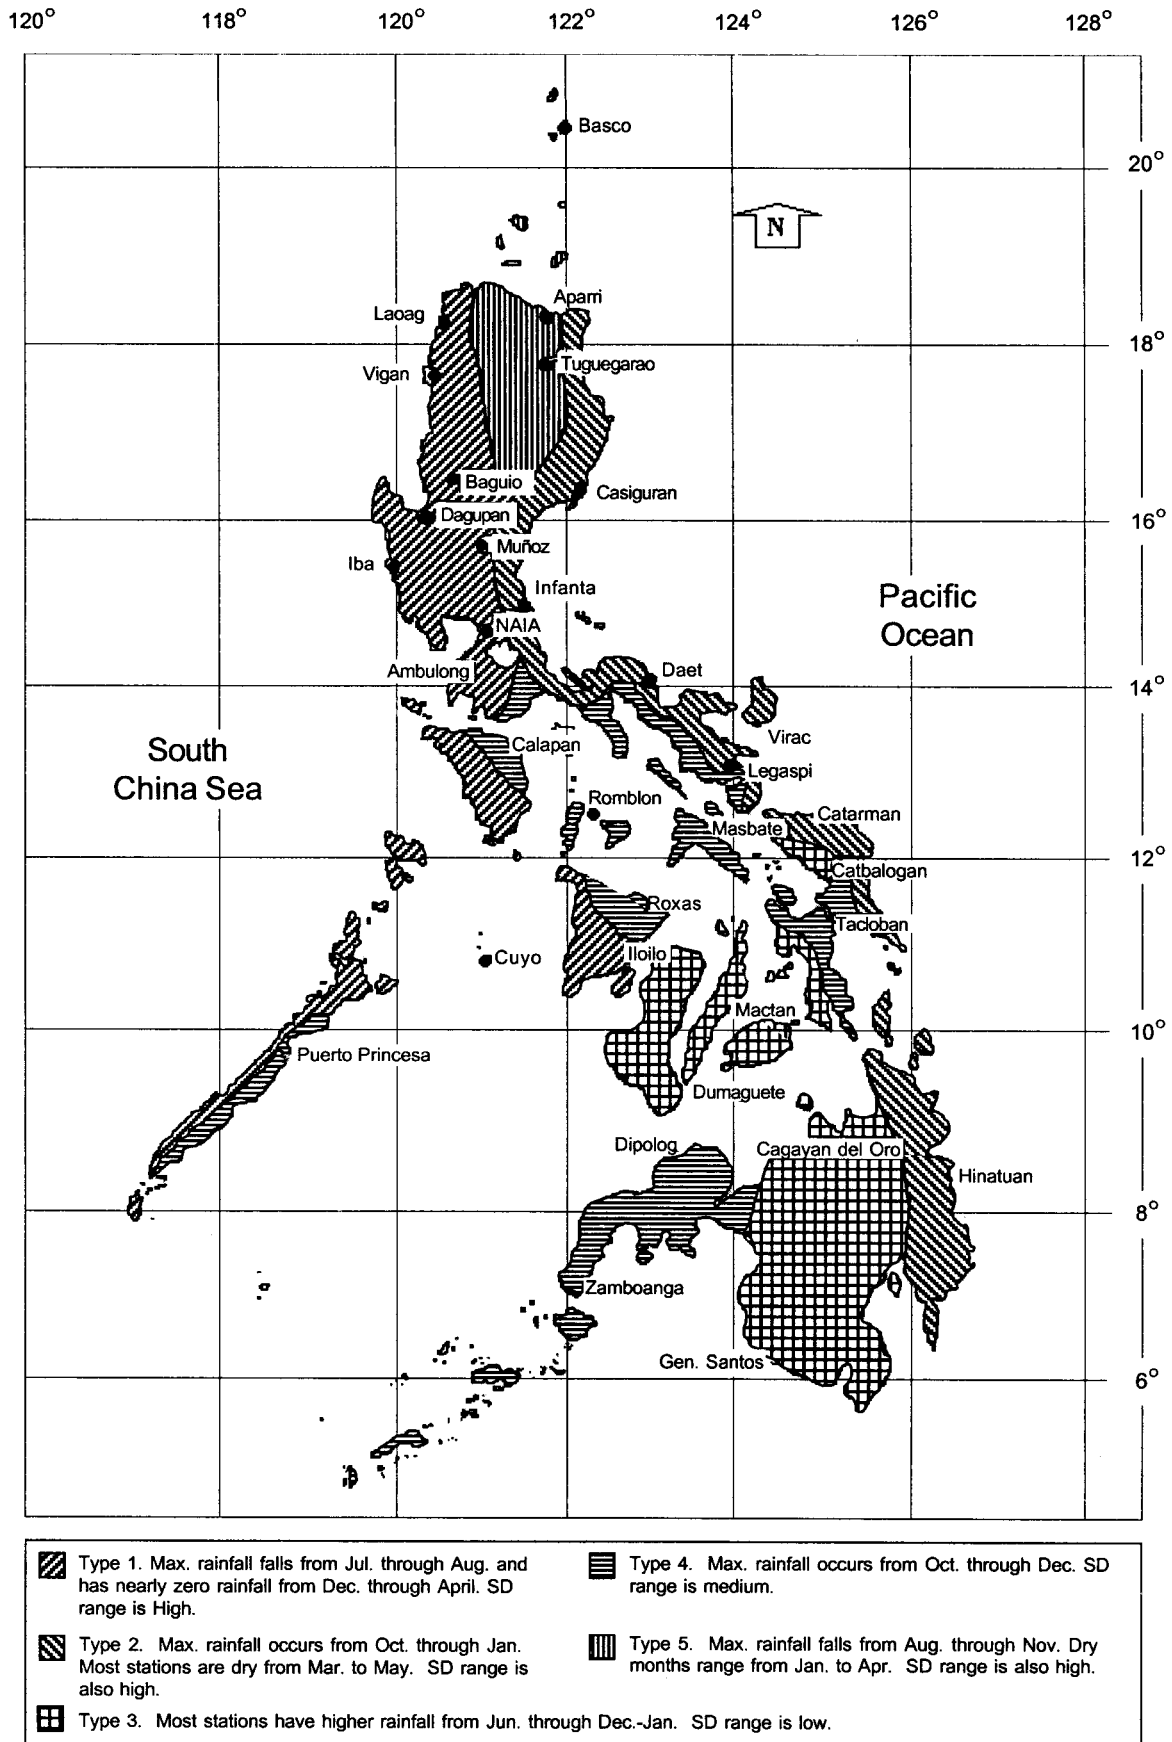 120° 118° 120° 122° 124° 126° 128°
Basco
20°
N
Aparri
Laoag
18°
Tuguegarao
Vigan
Baguio
Casiguran
Dagupan
16°
Muñoz
Iba
Infanta
Pacific
Ocean
NAIA
Ambulong
Daet
14°
Virac
South
China Sea
Calapan
Legaspi
Romblon
Catarman
Masbate
12°
Catbalogan
Roxas
Tacloban
Iloilo
Cuyo
Mactan
10°
Puerto Princesa
Dumaguete
Dipolog
Cagayan del Oro
Hinatuan
8°
Zamboanga
Gen. Santos
6°
Type 1. Max. rainfall falls from Jul. through Aug. and
has nearly zero rainfall from Dec. through April. SD
range is High.
Type 2. Max. rainfall occurs from Oct. through Jan.
Most stations are dry from Mar. to May. SD range is
also high.
Type 3. Most stations have higher rainfall from Jun. through Dec.-Jan. SD range is low.
Type 4. Max. rainfall occurs from Oct. through Dec. SD
range is medium.
Type 5. Max. rainfall falls from Aug. through Nov. Dry
months range from Jan. to Apr. SD range is also high.